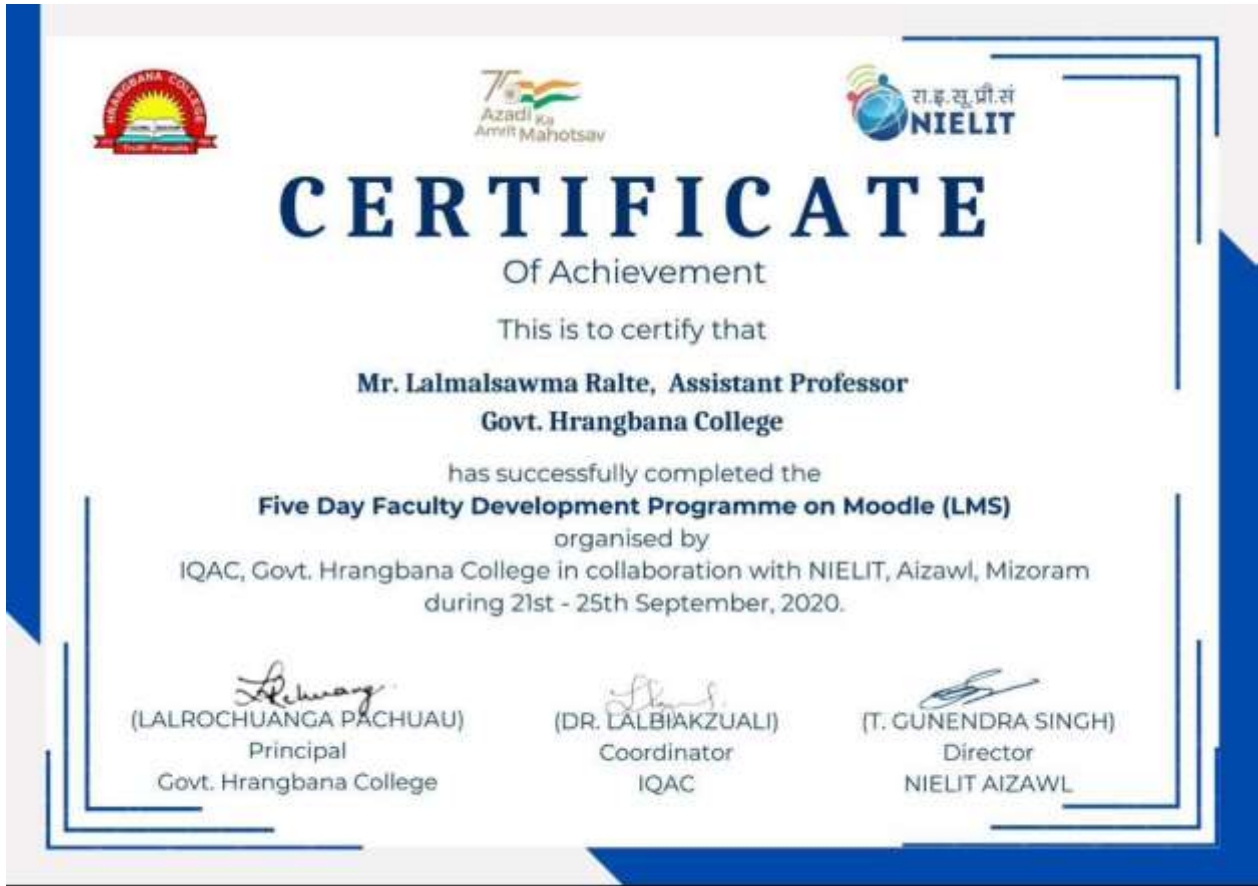 HRANGBANA COLLEGE
Truth Prevails
75
Azadi Ka
Amrit Mahotsav
रा.इ.सू.प्रौ.सं
NIELIT
CERTIFICATE
Of Achievement
This is to certify that
Mr. Lalmalsawma Ralte, Assistant Professor
Govt. Hrangbana College
has successfully completed the
Five Day Faculty Development Programme on Moodle (LMS)
organised by
IQAC, Govt. Hrangbana College in collaboration with NIELIT, Aizawl, Mizoram
during 21st - 25th September, 2020.
(LALROCHUANGA PACHUAU) (DR. LALBIAKZUALI) (T. GUNENDRA SINGH)
Principal Coordinator Director
Govt. Hrangbana College IQAC NIELIT AIZAWL